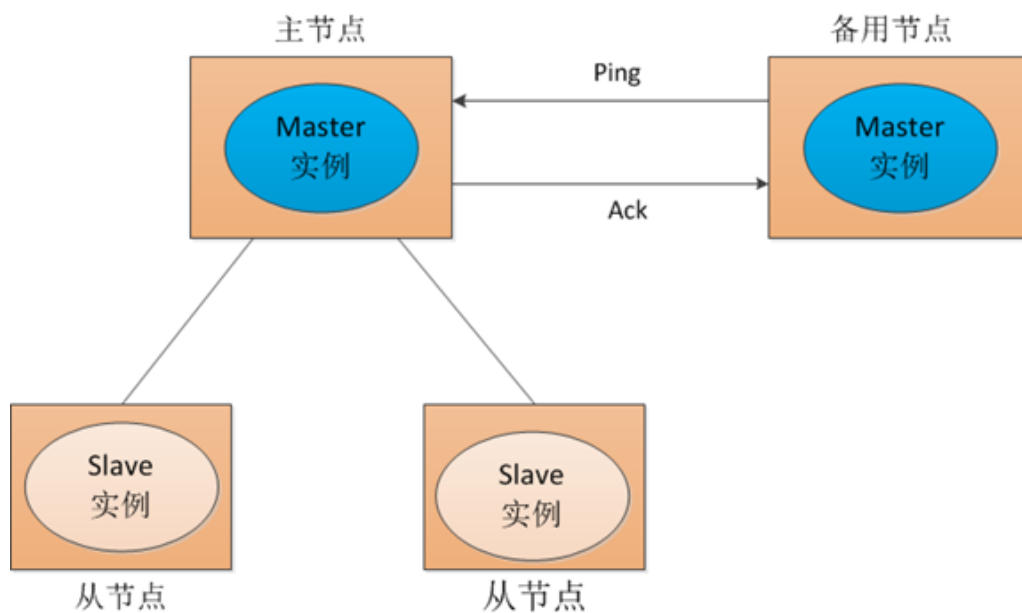 主节点
备用节点
Ping
Master
实例
Master
实例
Ack
Slave
实例
Slave
实例
从节点
从节点